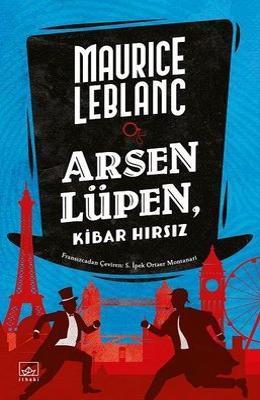 MAURICE
LEBLANC
ARSEN
LÜPEN,
KİBAR HIRSIZ
Fransızcadan Çeviren: S. İpek Ortaer Montanari
ithaki